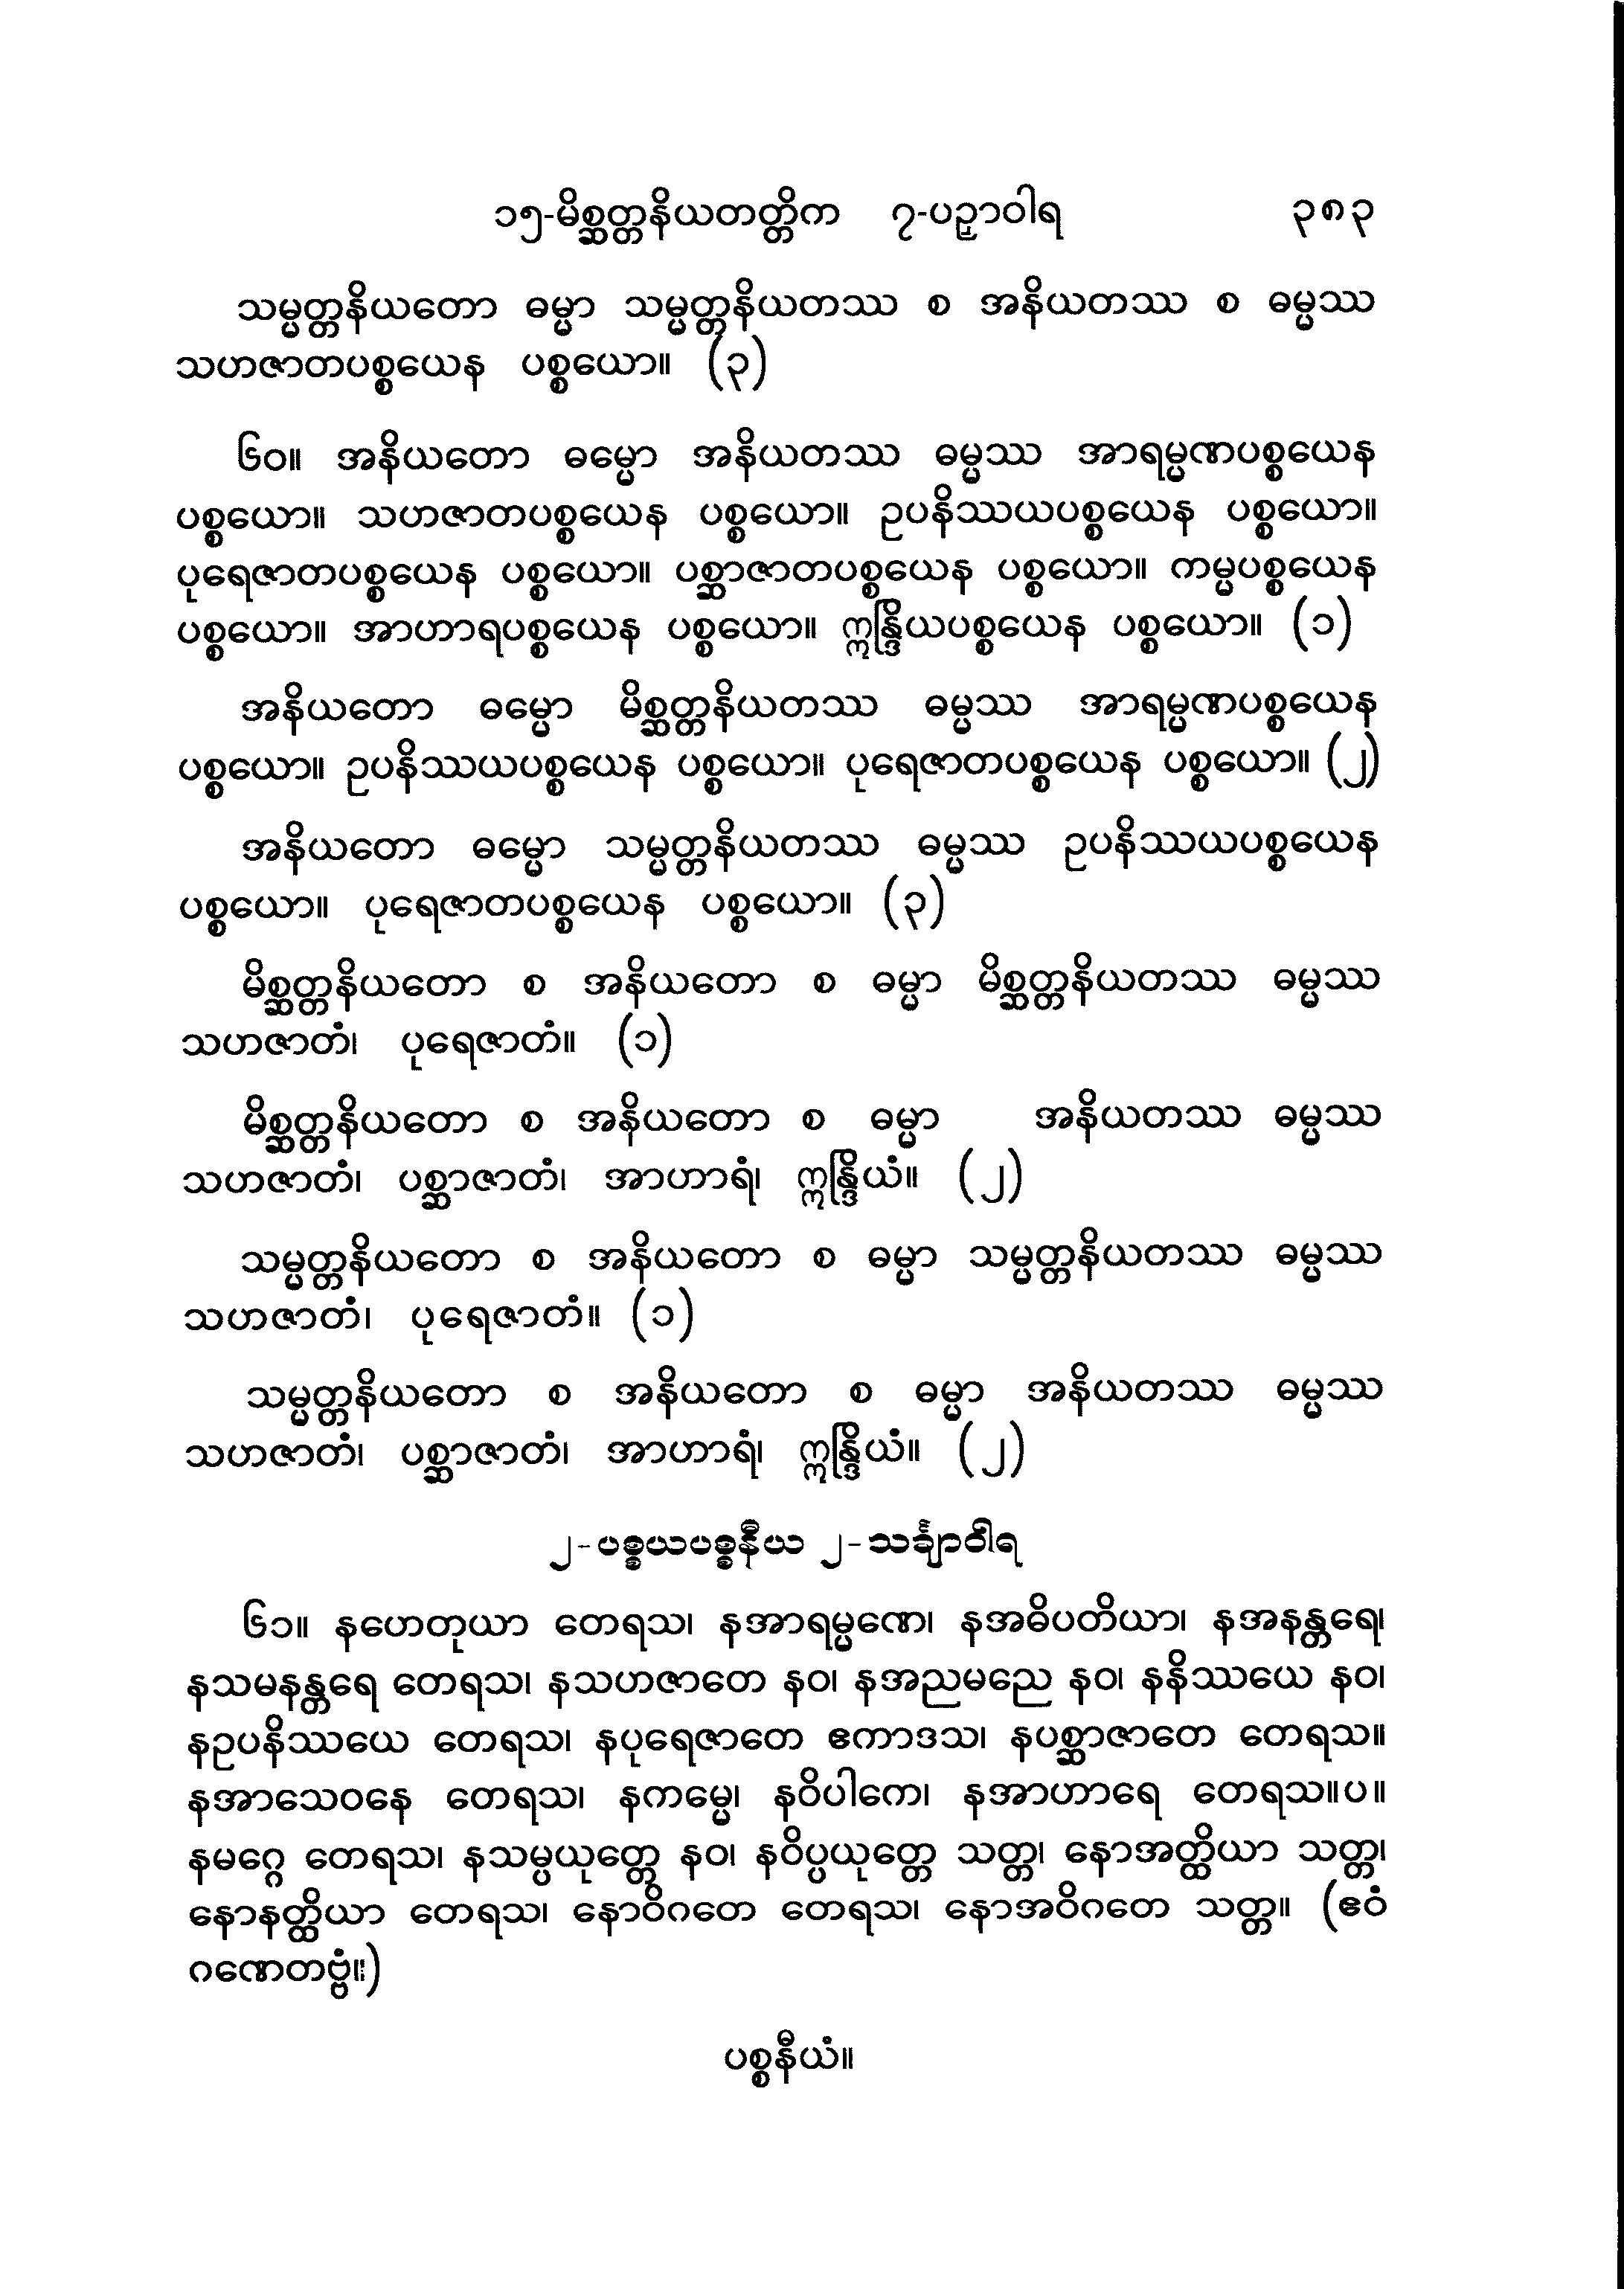 ၁၅-မိစ္ဆတ္တနိယတတ္တိက ၇-ပဉှာဝါရ ၃၈၃
သမ္မတ္တနိယတော ဓမ္မာ သမ္မတ္တနိယတဿ စ အနိယတဿ စ ဓမ္မဿ
သဟဇာတပစ္စယေန ပစ္စယော။ (၃)
၆၀။ အနိယတော ဓမ္မော အနိယတဿ ဓမ္မဿ အာရမ္မဏပစ္စယေန
ပစ္စယော။ သဟဇာတပစ္စယေန ပစ္စယော။ ဥပနိဿယပစ္စယေန ပစ္စယော။
ပုရေဇာတပစ္စယေန ပစ္စယော။ ပစ္ဆာဇာတပစ္စယေန ပစ္စယော။ ကမ္မပစ္စယေန
ပစ္စယော။ အာဟာရပစ္စယေန ပစ္စယော။ ဣန္ဒြိယပစ္စယေန ပစ္စယော။ (၁)
အနိယတော ဓမ္မော မိစ္ဆတ္တနိယတဿ ဓမ္မဿ အာရမ္မဏပစ္စယေန
ပစ္စယော။ ဥပနိဿယပစ္စယေန ပစ္စယော။ ပုရေဇာတပစ္စယေန ပစ္စယော။ (၂)
အနိယတော ဓမ္မော သမ္မတ္တနိယတဿ ဓမ္မဿ ဥပနိဿယပစ္စယေန
ပစ္စယော။ ပုရေဇာတပစ္စယေန ပစ္စယော။ (၃)
မိစ္ဆတ္တနိယတော စ အနိယတော စ ဓမ္မာ မိစ္ဆတ္တနိယတဿ ဓမ္မဿ
သဟဇာတံ၊ ပုရေဇာတံ။ (၁)
မိစ္ဆတ္တနိယတော စ အနိယတော စ ဓမ္မာ အနိယတဿ ဓမ္မဿ
သဟဇာတံ၊ ပစ္ဆာဇာတံ၊ အာဟာရံ၊ ဣန္ဒြိယံ။ (၂)
သမ္မတ္တနိယတော စ အနိယတော စ ဓမ္မာ သမ္မတ္တနိယတဿ ဓမ္မဿ
သဟဇာတံ၊ ပုရေဇာတံ။ (၁)
သမ္မတ္တနိယတော စ အနိယတော စ ဓမ္မာ အနိယတဿ ဓမ္မဿ
သဟဇာတံ၊ ပစ္ဆာဇာတံ၊ အာဟာရံ၊ ဣန္ဒြိယံ။ (၂)
၂-ပစ္စယပစ္စနီယ ၂-သင်္ချာဝါရ
၆၁။ နဟေတုယာ တေရသ၊ နအာရမ္မဏေ၊ နအဓိပတိယာ၊ နအနန္တရေ၊
နသမနန္တရေ တေရသ၊ နသဟဇာတေ နဝ၊ နအညမညေ နဝ၊ နနိဿယေ နဝ၊
နဥပနိဿယေ တေရသ၊ နပုရေဇာတေ ဧကာဒသ၊ နပစ္ဆာဇာတေ တေရသ။
နအာသေဝနေ တေရသ၊ နကမ္မေ၊ နဝိပါကေ၊ နအာဟာရေ တေရသ။ပ။
နမဂ္ဂေ တေရသ၊ နသမ္ပယုတ္တေ နဝ၊ နဝိပ္ပယုတ္တေ သတ္တ၊ နောအတ္ထိယာ သတ္တ၊
နောနတ္ထိယာ တေရသ၊ နောဝိဂတေ တေရသ၊ နောအဝိဂတေ သတ္တ။ (ဧဝံ
ဂဏေတဗ္ဗံ။)
ပစ္စနီယံ။